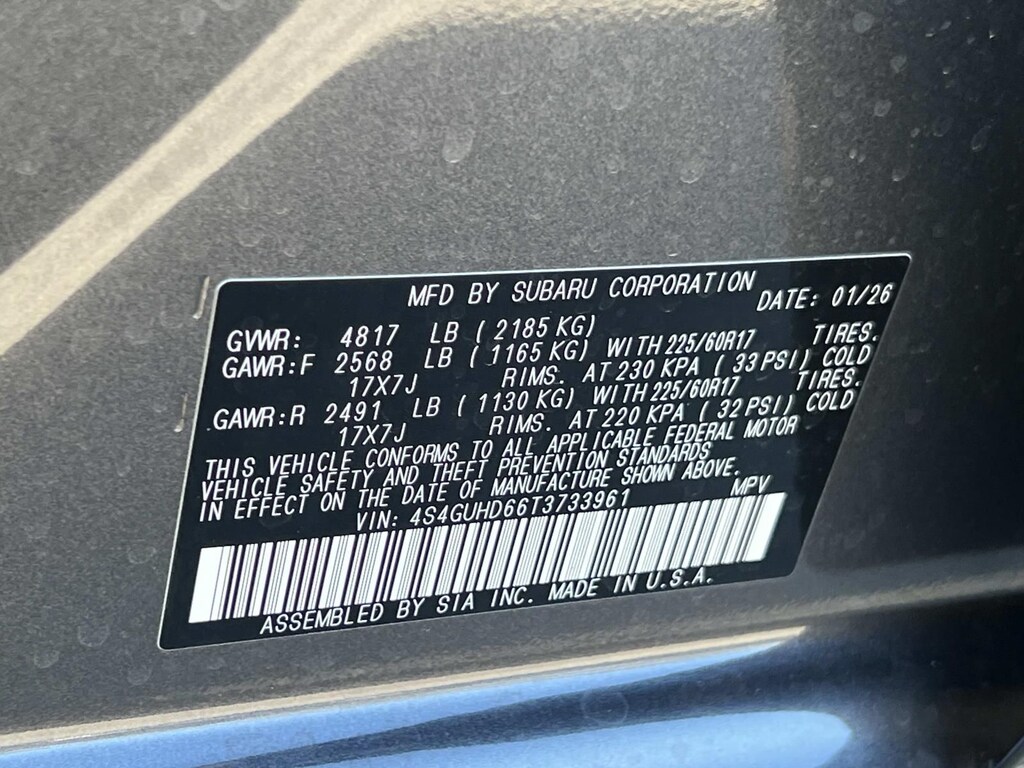 MFD BY SUBARU CORPORATION DATE: 01/26
GVWR: 4817 LB ( 2185 KG)
GAWR:F 2568 LB ( 1165 KG) WITH 225/60R17 TIRES.
17X7J RIMS. AT 230 KPA ( 33 PSI) COLD
GAWR:R 2491 LB ( 1130 KG) WITH 225/60R17 TIRES.
17X7J RIMS. AT 220 KPA ( 32 PSI) COLD
THIS VEHICLE CONFORMS TO ALL APPLICABLE FEDERAL MOTOR
VEHICLE SAFETY AND THEFT PREVENTION STANDARDS
IN EFFECT ON THE DATE OF MANUFACTURE SHOWN ABOVE.
VIN: 4S4GUHD66T3733961 MPV
ASSEMBLED BY SIA INC. MADE IN U.S.A.